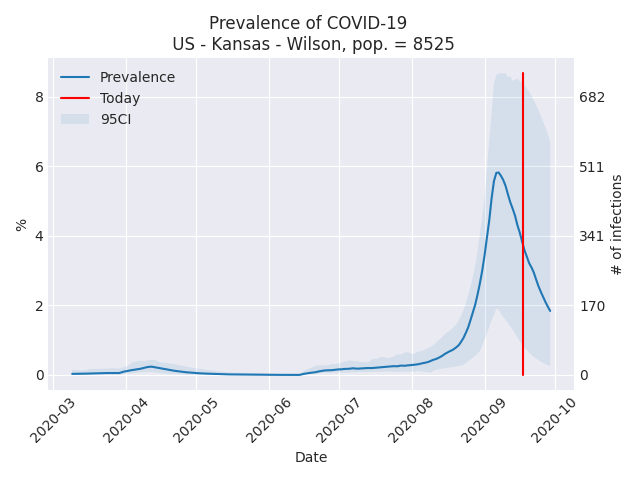 Prevalence of COVID-19
US - Kansas - Wilson, pop. = 8525
Prevalence
Today
95CI
8
6
4
2
0
%
682
511
341
170
0
# of infections
2020-03
2020-04
2020-05
2020-06
2020-07
2020-08
2020-09
2020-10
Date